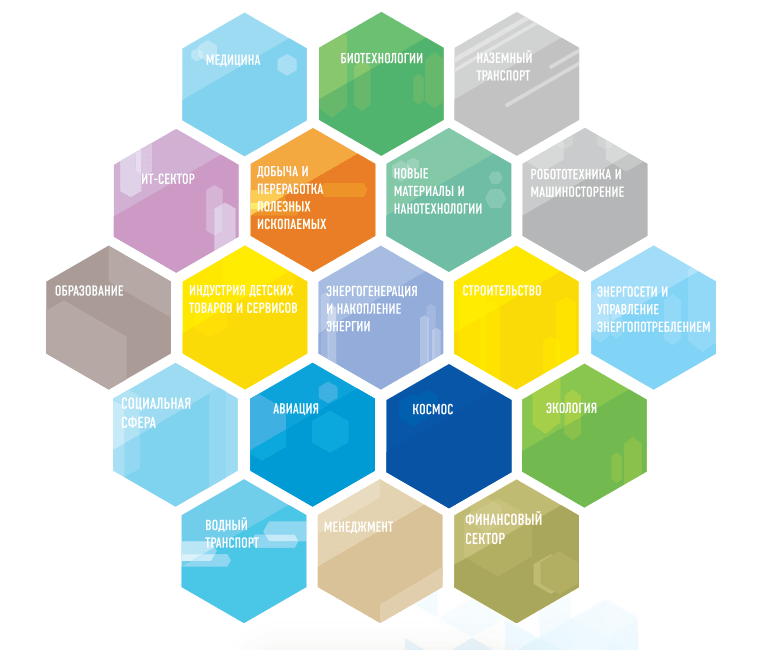 МЕДИЦИНА
БИОТЕХНОЛОГИИ
НАЗЕМНЫЙ
ТРАНСПОРТ
ИТ-СЕКТОР
ДОБЫЧА И
ПЕРЕРАБОТКА
ПОЛЕЗНЫХ
ИСКОПАЕМЫХ
НОВЫЕ
МАТЕРИАЛЫ И
НАНОТЕХНОЛОГИИ
РОБОТОТЕХНИКА И
МАШИНОСТОРЕНИЕ
ОБРАЗОВАНИЕ
ИНДУСТРИЯ ДЕТСКИХ
ТОВАРОВ И СЕРВИСОВ
ЭНЕРГОГЕНЕРАЦИЯ
И НАКОПЛЕНИЕ
ЭНЕРГИИ
СТРОИТЕЛЬСТВО
ЭНЕРГОСЕТИ И
УПРАВЛЕНИЕ
ЭНЕРГОПОТРЕБЛЕНИЕМ
СОЦИАЛЬНАЯ
СФЕРА
АВИАЦИЯ
КОСМОС
ЭКОЛОГИЯ
ВОДНЫЙ
ТРАНСПОРТ
МЕНЕДЖМЕНТ
ФИНАНСОВЫЙ
СЕКТОР